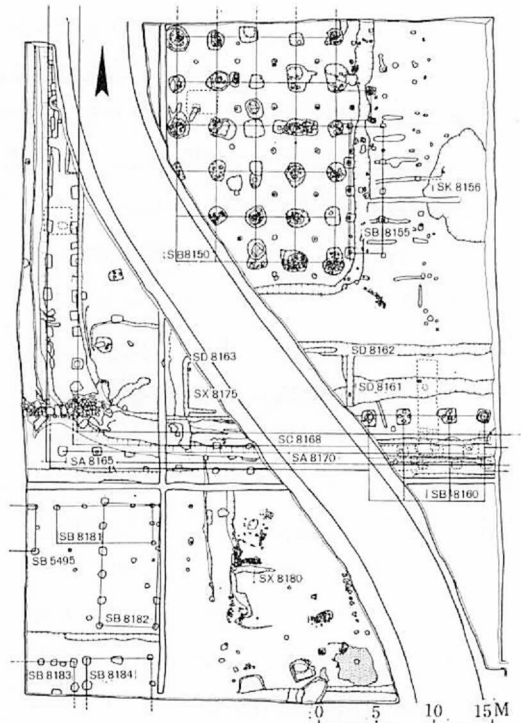 SK 8156
SB 8155
SB 8150
SD 8162
SD 8163
SD 8161
SX 8175
SC 8168
SA 8170
SA 8165
SB 8160
SB 8181
SB 5495
SX 8180
SB 8182
SB 8183
SB 8184
0 5 10 15M